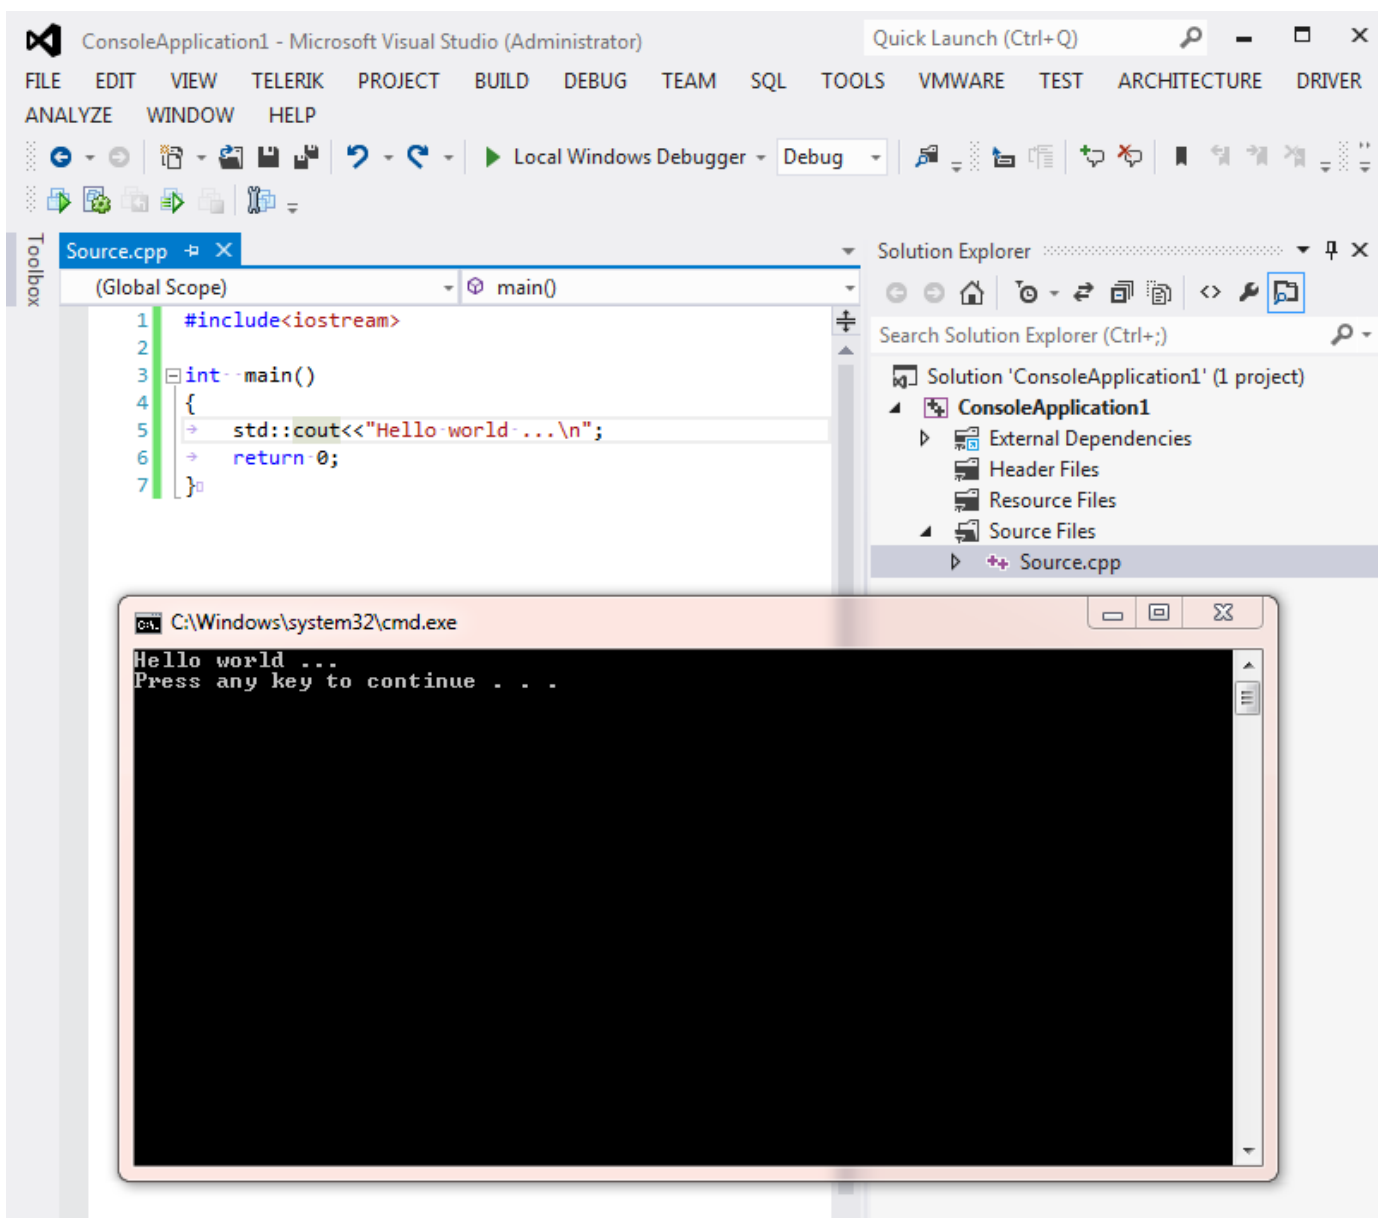 ConsoleApplication1 - Microsoft Visual Studio (Administrator)
Quick Launch (Ctrl+Q)
FILE EDIT VIEW TELERIK PROJECT BUILD DEBUG TEAM SQL TOOLS VMWARE TEST ARCHITECTURE DRIVER
ANALYZE WINDOW HELP
Local Windows Debugger Debug
Toolbox
Source.cpp
(Global Scope) main()
1 #include<iostream>
2
3 int main()
4 {
5 std::cout<<"Hello world ...\n";
6 return 0;
7 }
Solution Explorer
Search Solution Explorer (Ctrl+;)
Solution 'ConsoleApplication1' (1 project)
ConsoleApplication1
External Dependencies
Header Files
Resource Files
Source Files
Source.cpp
C:\Windows\system32\cmd.exe
Hello world ...
Press any key to continue . . .